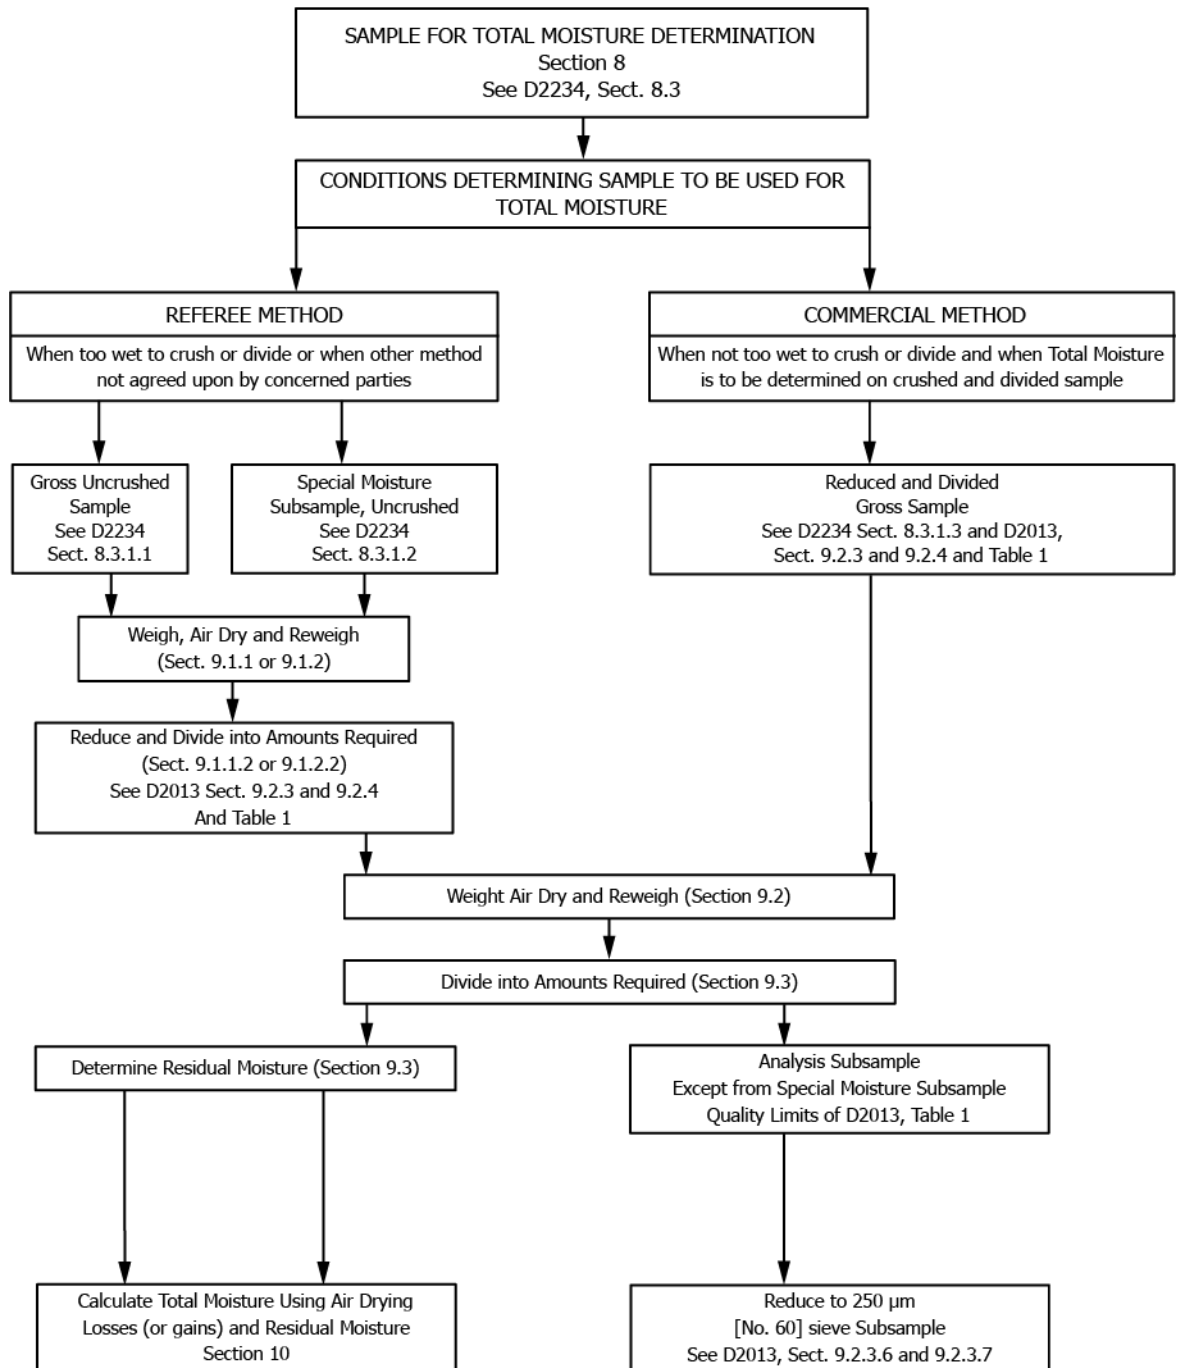 SAMPLE FOR TOTAL MOISTURE DETERMINATION
Section 8
See D2234, Sect. 8.3
CONDITIONS DETERMINING SAMPLE TO BE USED FOR
TOTAL MOISTURE
REFEREE METHOD
When too wet to crush or divide or when other method
not agreed upon by concerned parties
COMMERCIAL METHOD
When not too wet to crush or divide and when Total Moisture
is to be determined on crushed and divided sample
Gross Uncrushed
Sample
See D2234
Sect. 8.3.1.1
Special Moisture
Subsample, Uncrushed
See D2234
Sect. 8.3.1.2
Reduced and Divided
Gross Sample
See D2234 Sect. 8.3.1.3 and D2013,
Sect. 9.2.3 and 9.2.4 and Table 1
Weigh, Air Dry and Reweigh
(Sect. 9.1.1 or 9.1.2)
Reduce and Divide into Amounts Required
(Sect. 9.1.1.2 or 9.1.2.2)
See D2013 Sect. 9.2.3 and 9.2.4
And Table 1
Weight Air Dry and Reweigh (Section 9.2)
Divide into Amounts Required (Section 9.3)
Determine Residual Moisture (Section 9.3)
Analysis Subsample
Except from Special Moisture Subsample
Quality Limits of D2013, Table 1
Calculate Total Moisture Using Air Drying
Losses (or gains) and Residual Moisture
Section 10
Reduce to 250 µm
[No. 60] sieve Subsample
See D2013, Sect. 9.2.3.6 and 9.2.3.7